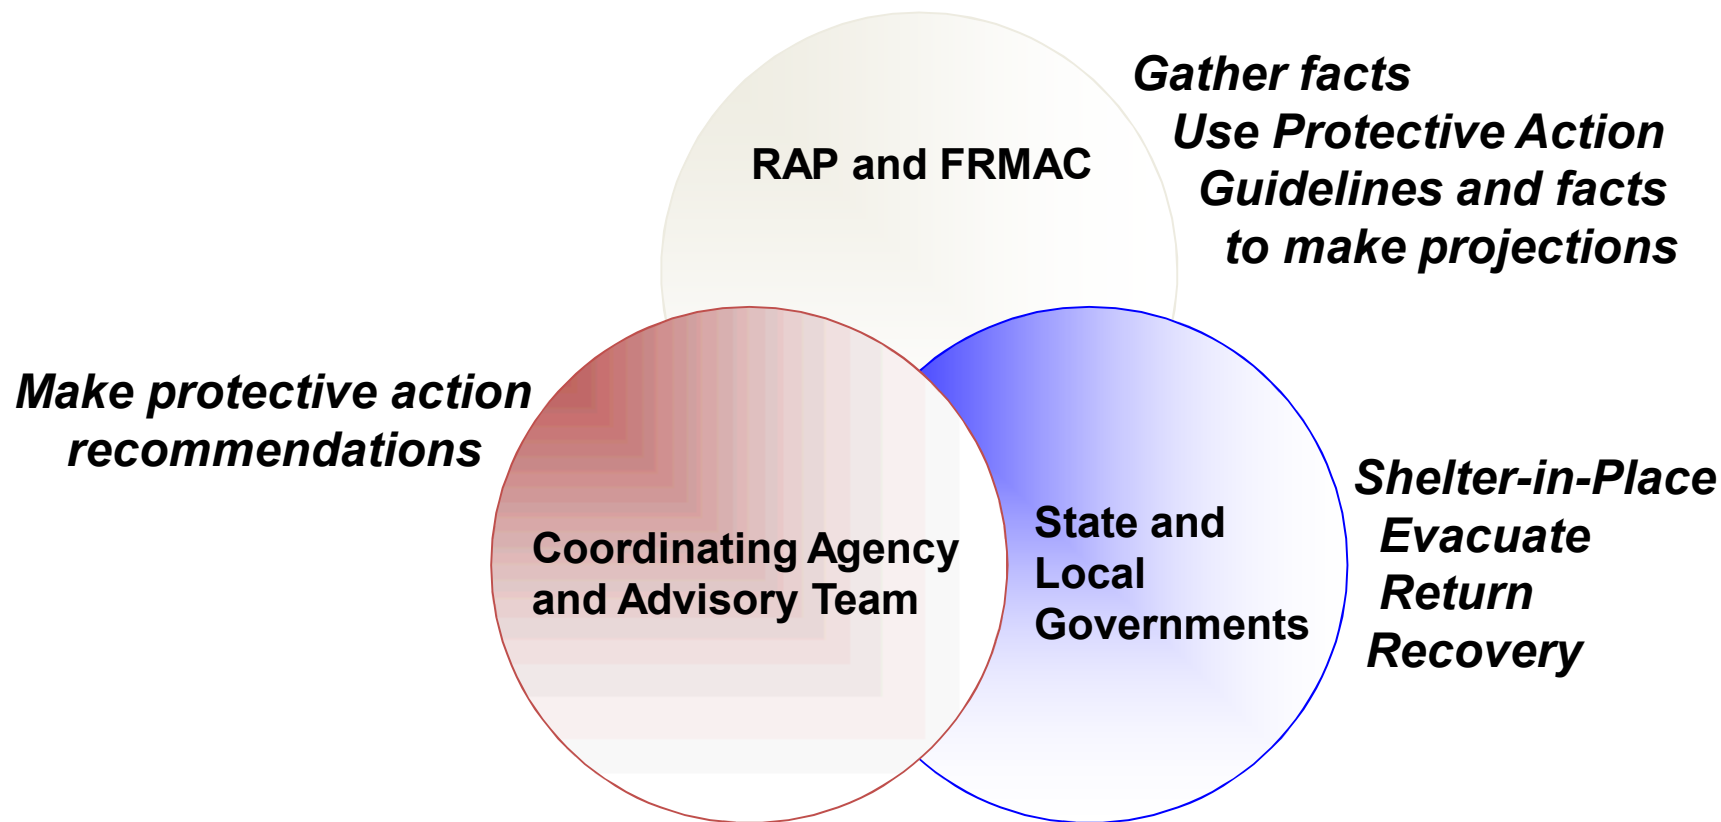 Gather facts
Use Protective Action
Guidelines and facts
to make projections
RAP and FRMAC
Make protective action
recommendations
Coordinating Agency
and Advisory Team
State and
Local
Governments
Shelter-in-Place
Evacuate
Return
Recovery